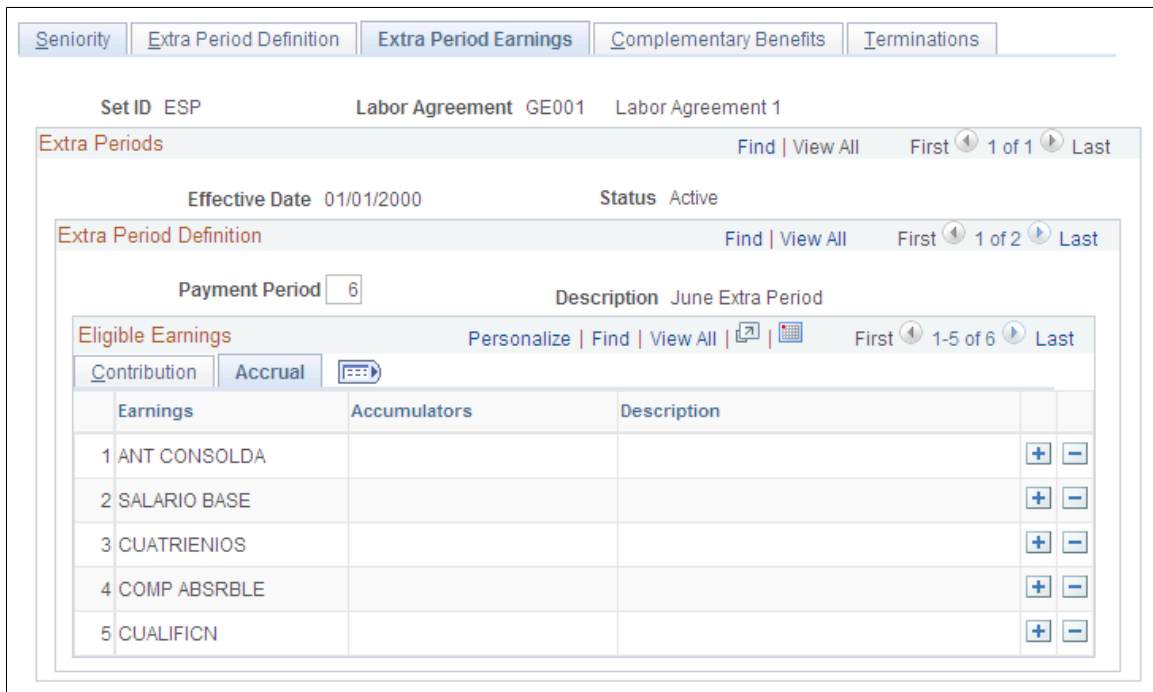 Seniority Extra Period Definition Extra Period Earnings Complementary Benefits Terminations
Set ID ESP Labor Agreement GE001 Labor Agreement 1
Extra Periods Find | View All First 1 of 1 Last
Effective Date 01/01/2000 Status Active
Extra Period Definition Find | View All First 1 of 2 Last
Payment Period 6 Description June Extra Period
Eligible Earnings Personalize | Find | View All | | First 1-5 of 6 Last
Contribution Accrual
Earnings Accumulators Description
1 ANT CONSOLDA
2 SALARIO BASE
3 CUATRIENIOS
4 COMP ABSRBLE
5 CUALIFICN